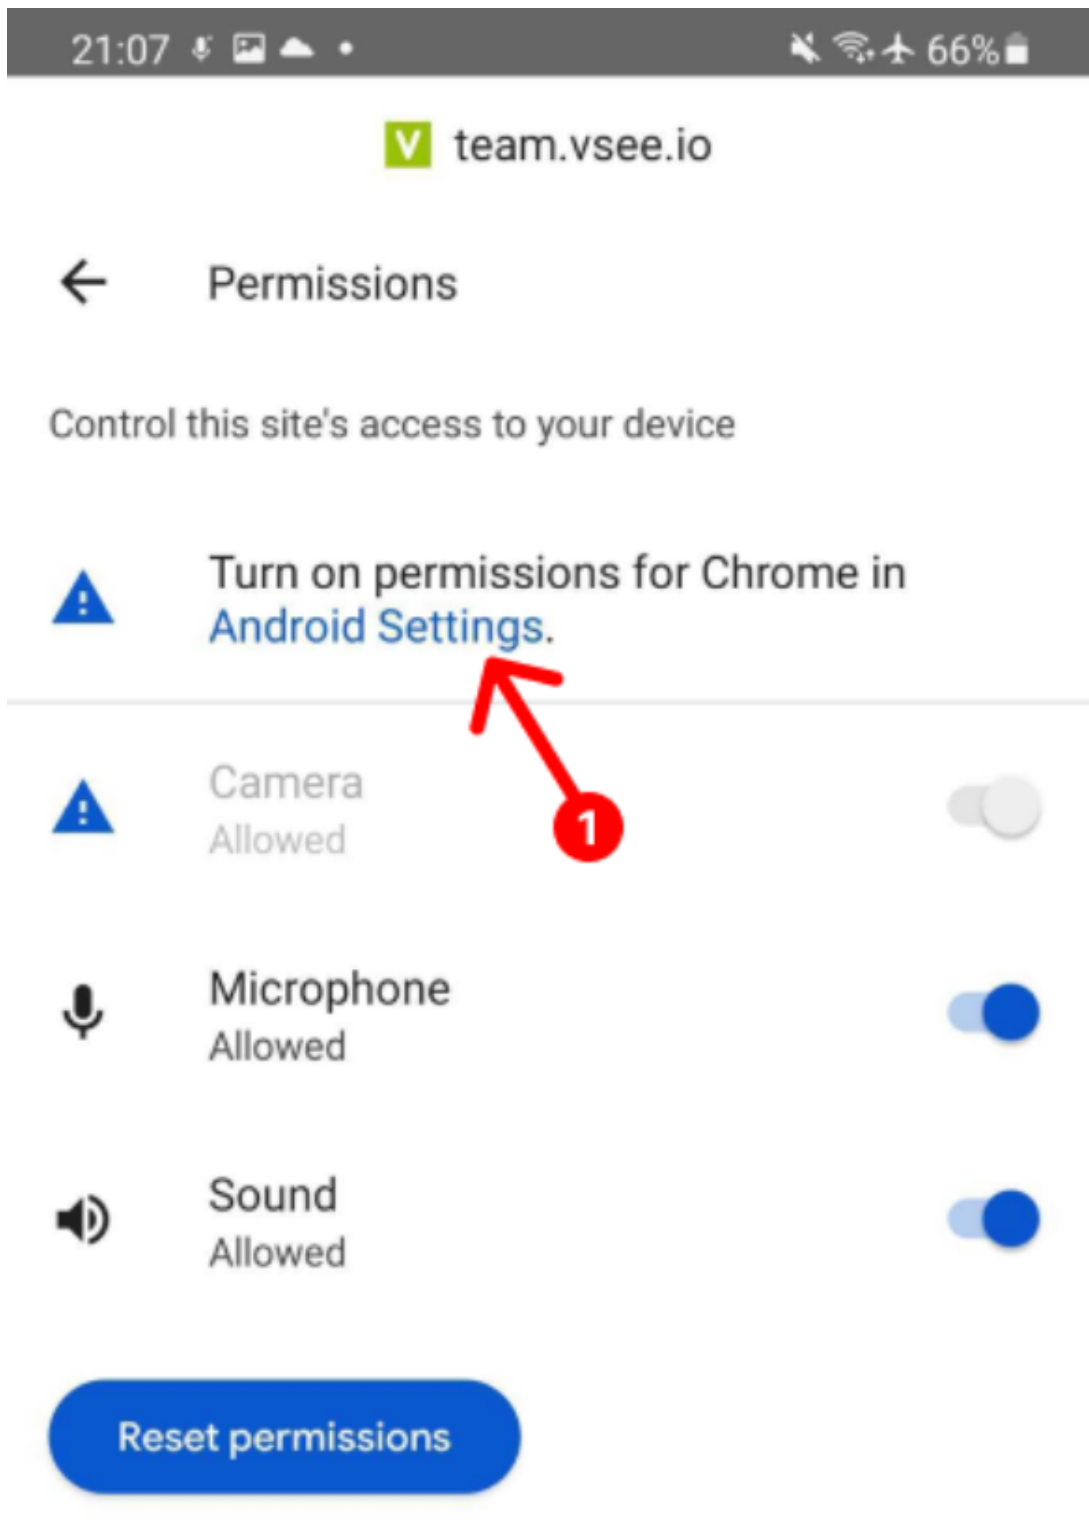 21:07 66%
V team.vsee.io
Permissions
Control this site's access to your device
Turn on permissions for Chrome in
Android Settings.
Camera
Allowed
1
Microphone
Allowed
Sound
Allowed
Reset permissions